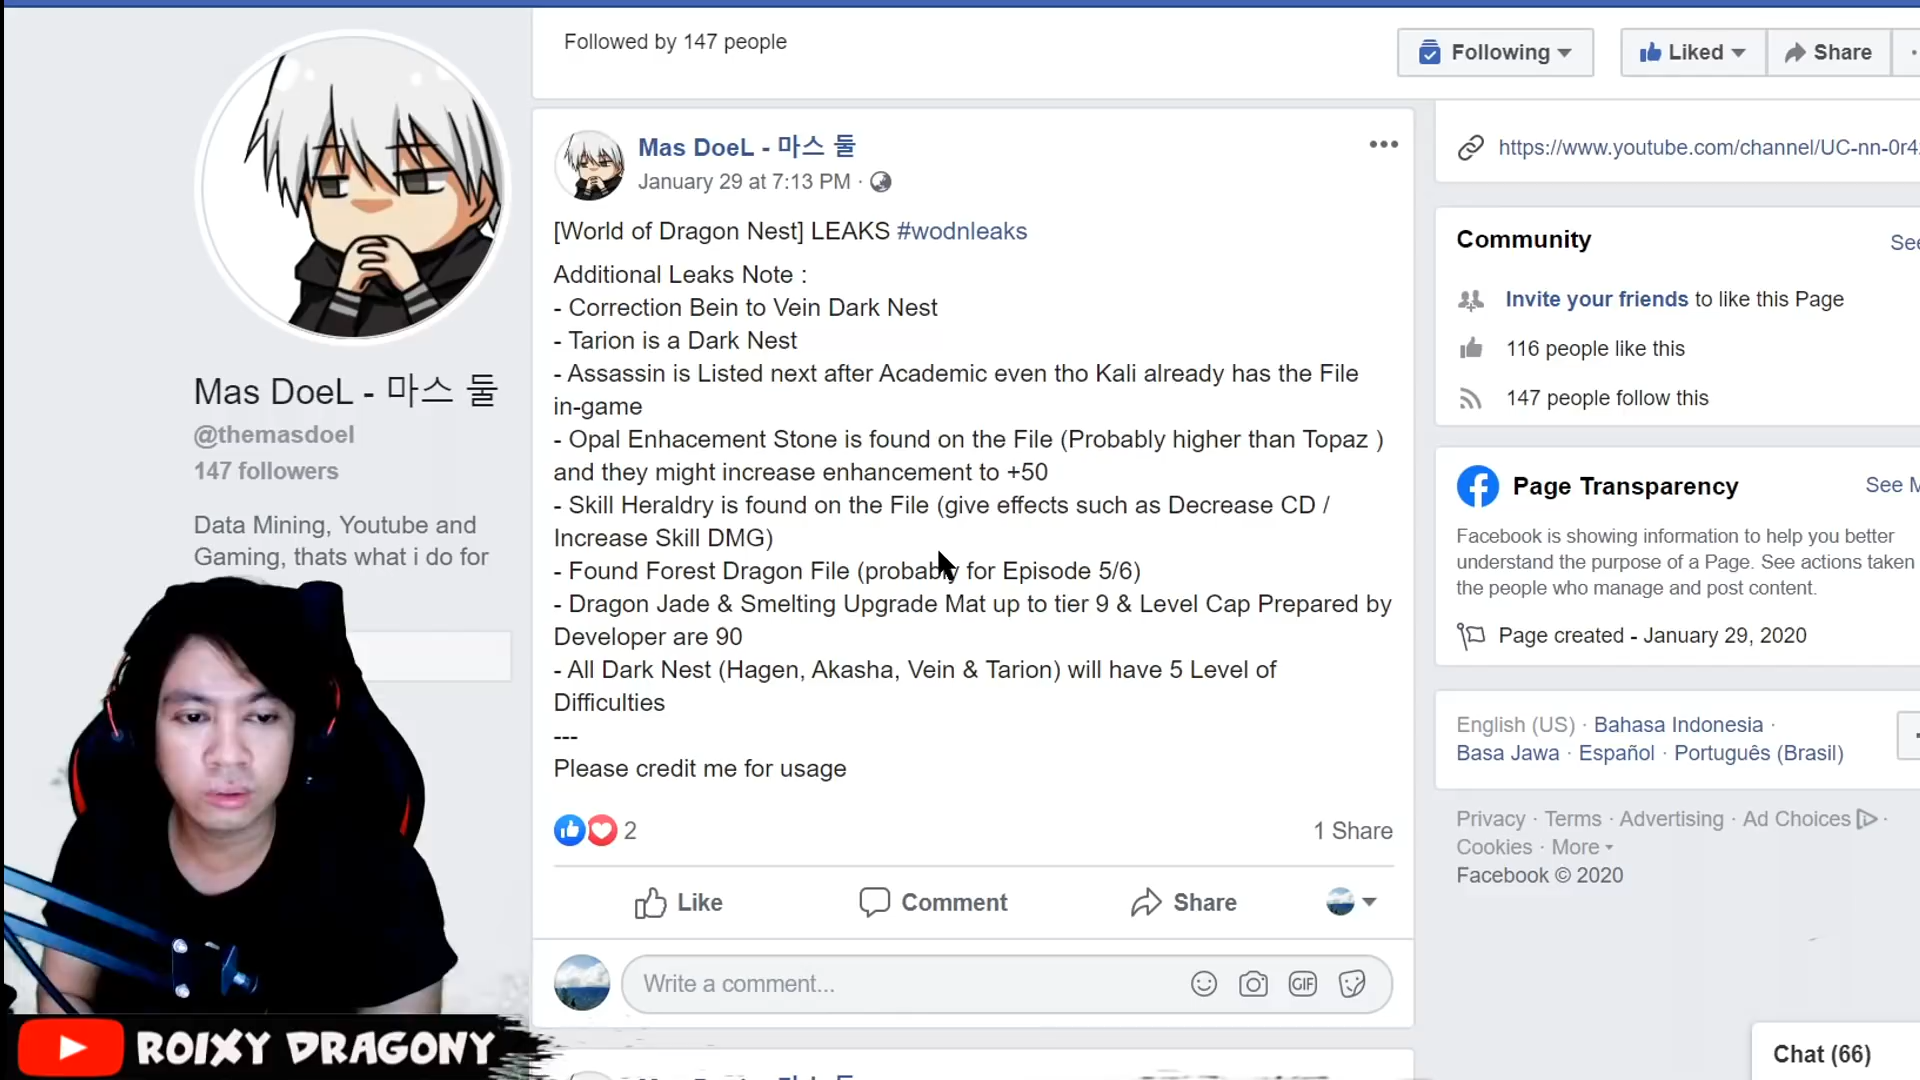 Followed by 147 people
Following
Liked
Share
Mas DoeL - 마스 둘
@themasdoel
147 followers
Data Mining, Youtube and
Gaming, thats what i do for
Mas DoeL - 마스 둘
January 29 at 7:13 PM ·
[World of Dragon Nest] LEAKS #wodnleaks
Additional Leaks Note :
- Correction Bein to Vein Dark Nest
- Tarion is a Dark Nest
- Assassin is Listed next after Academic even tho Kali already has the File
in-game
- Opal Enhacement Stone is found on the File (Probably higher than Topaz )
and they might increase enhancement to +50
- Skill Heraldry is found on the File (give effects such as Decrease CD /
Increase Skill DMG)
- Found Forest Dragon File (probably for Episode 5/6)
- Dragon Jade & Smelting Upgrade Mat up to tier 9 & Level Cap Prepared by
Developer are 90
- All Dark Nest (Hagen, Akasha, Vein & Tarion) will have 5 Level of
Difficulties
---
Please credit me for usage
2
1 Share
Like
Comment
Share
Write a comment...
GIF
https://www.youtube.com/channel/UC-nn-0r4
Community
See
Invite your friends to like this Page
116 people like this
147 people follow this
Page Transparency
See M
Facebook is showing information to help you better
understand the purpose of a Page. See actions taken
the people who manage and post content.
Page created - January 29, 2020
English (US) · Bahasa Indonesia ·
Basa Jawa · Español · Português (Brasil)
Privacy · Terms · Advertising · Ad Choices ·
Cookies · More
Facebook © 2020
Chat (66)
ROIXY DRAGONY